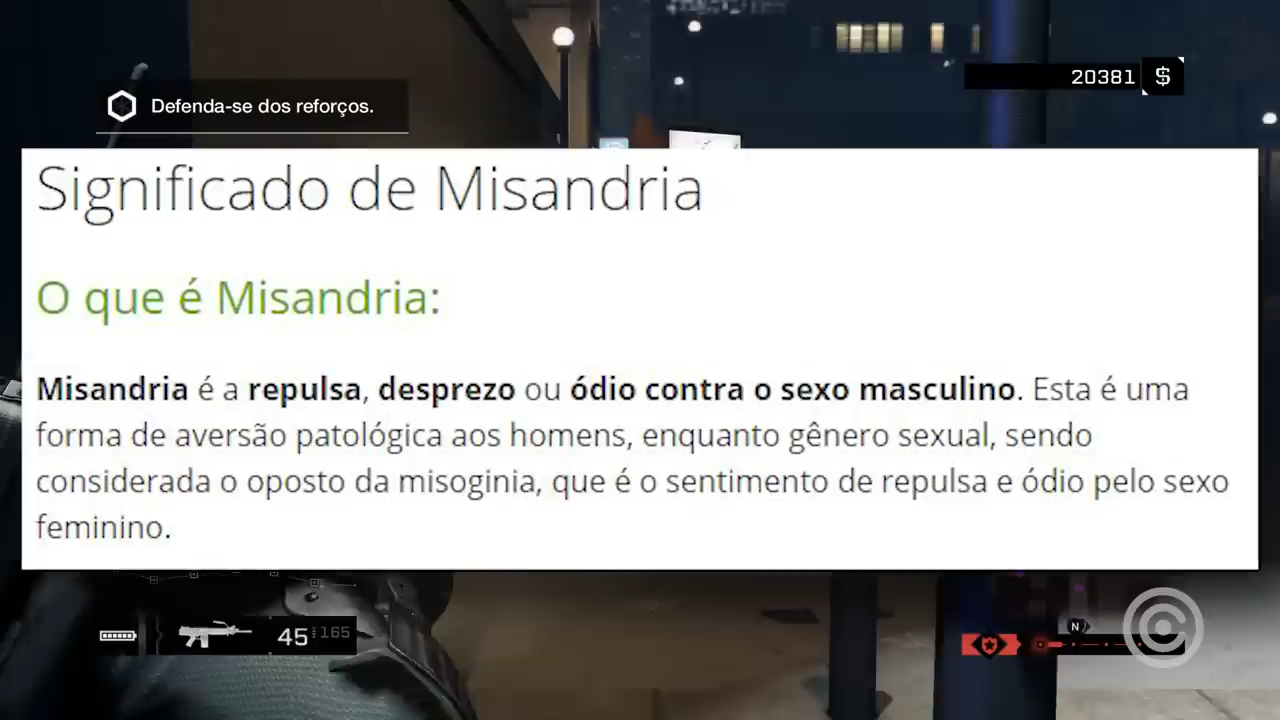 Defenda-se dos reforços.
20381 $
Significado de Misandria
O que é Misandria:
Misandria é a repulsa, desprezo ou ódio contra o sexo masculino. Esta é uma
forma de aversão patológica aos homens, enquanto gênero sexual, sendo
considerada o oposto da misoginia, que é o sentimento de repulsa e ódio pelo sexo
feminino.
45 165
N